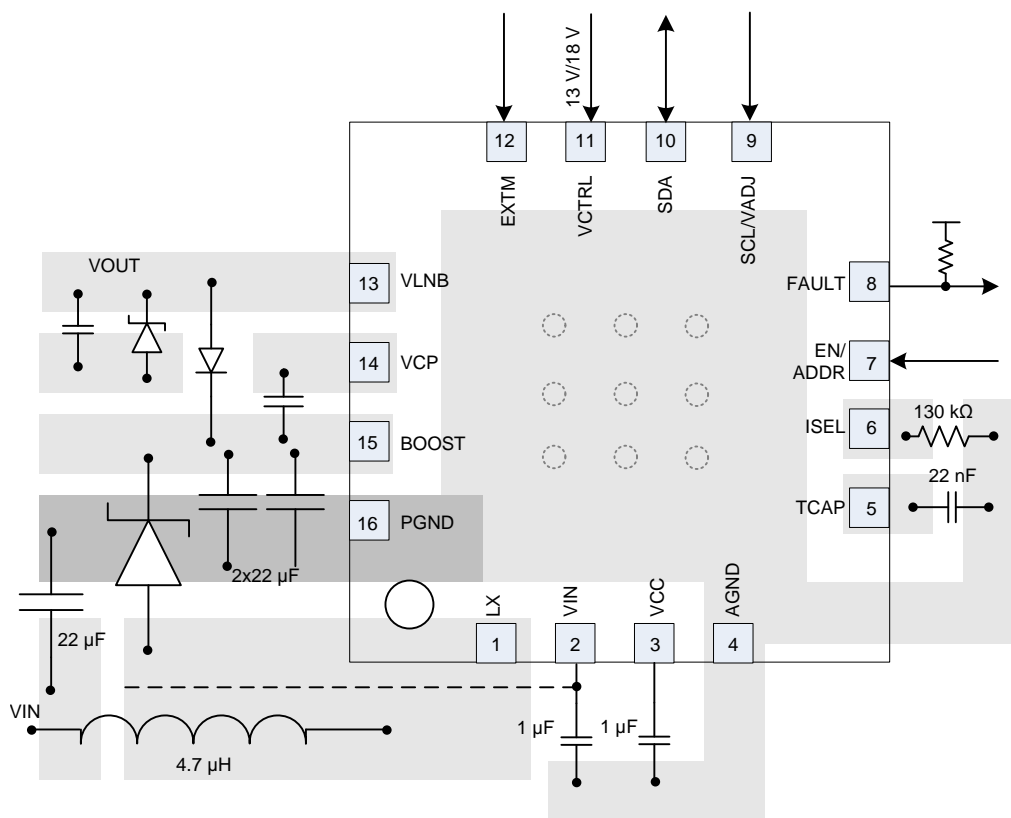 13 V/18 V
12
11
10
9
EXTM
VCTRL
SDA
SCL/VADJ
VOUT
13
VLNB
FAULT
8
14
VCP
EN/
ADDR
7
15
BOOST
ISEL
6
130 kΩ
16
PGND
TCAP
5
22 nF
2x22 µF
LX
VIN
VCC
AGND
22 µF
1
2
3
4
VIN
1 µF
1 µF
4.7 µH